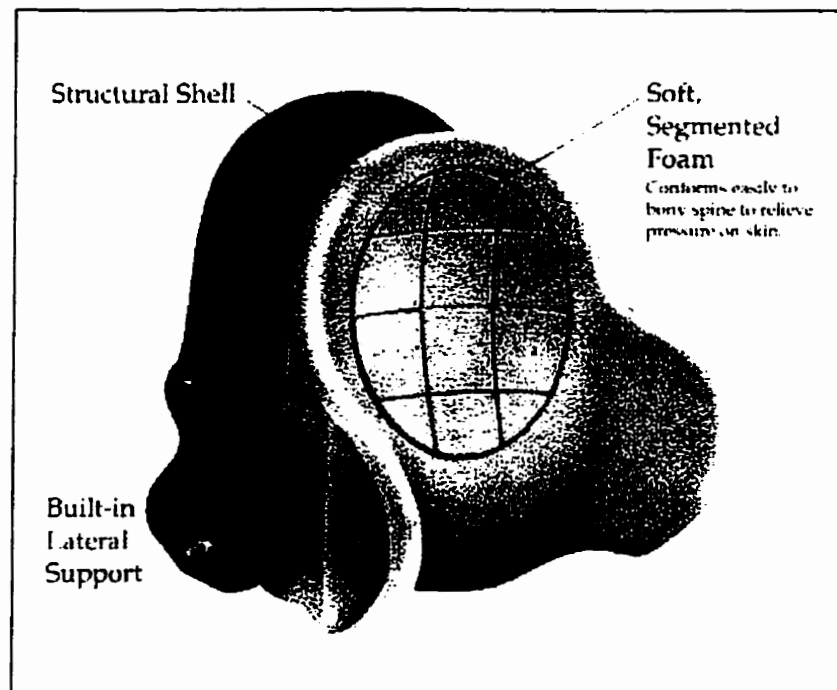 Structural Shell
Soft,
Segmented
Foam
Conforms easily to
bony spine to relieve
pressure on skin.
Built-in
Lateral
Support